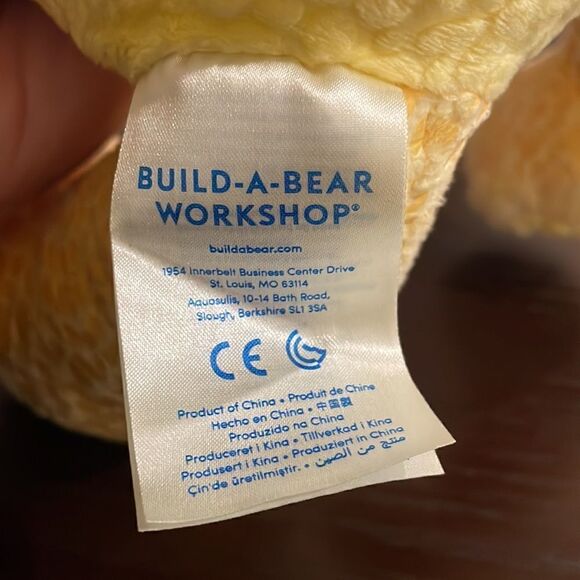 BUILD-A-BEAR
WORKSHOP®
buildabear.com
1954 Innerbelt Business Center Drive
St. Louis, MO 63114
Aquasulis, 10-14 Bath Road,
Slough, Berkshire SL1 3SA
CE
Product of China • Produit de Chine
Hecho en China • 中国製
Produzido na China
Produceret i Kina • Tillverkad i Kina
Produsert i Kina • Produziert in China
Çin'de üretilmiştir. • منتج من الصين